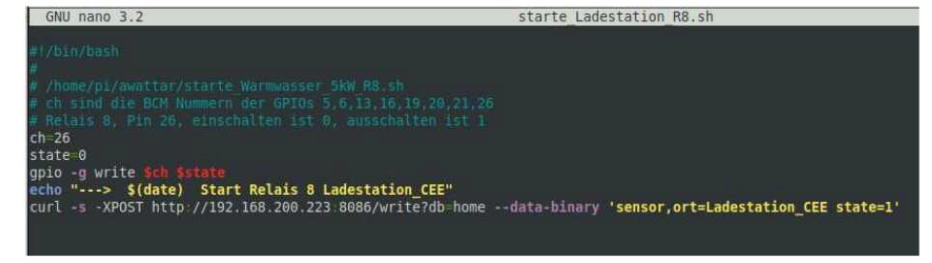 GNU nano 3.2 starte_Ladestation_R8.sh
#!/bin/bash
#
# /home/pi/awattar/starte_Warmwasser_5kW_R8.sh
# ch sind die BCM Nummern der GPIOs 5,6,13,16,19,20,21,26
# Relais 8, Pin 26, einschalten ist 0, ausschalten ist 1
ch=26
state=0
gpio -g write $ch $state
echo "---> $(date) Start Relais 8 Ladestation_CEE"
curl -s -XPOST http://192.168.200.223:8086/write?db=home --data-binary 'sensor,ort=Ladestation_CEE state=1'